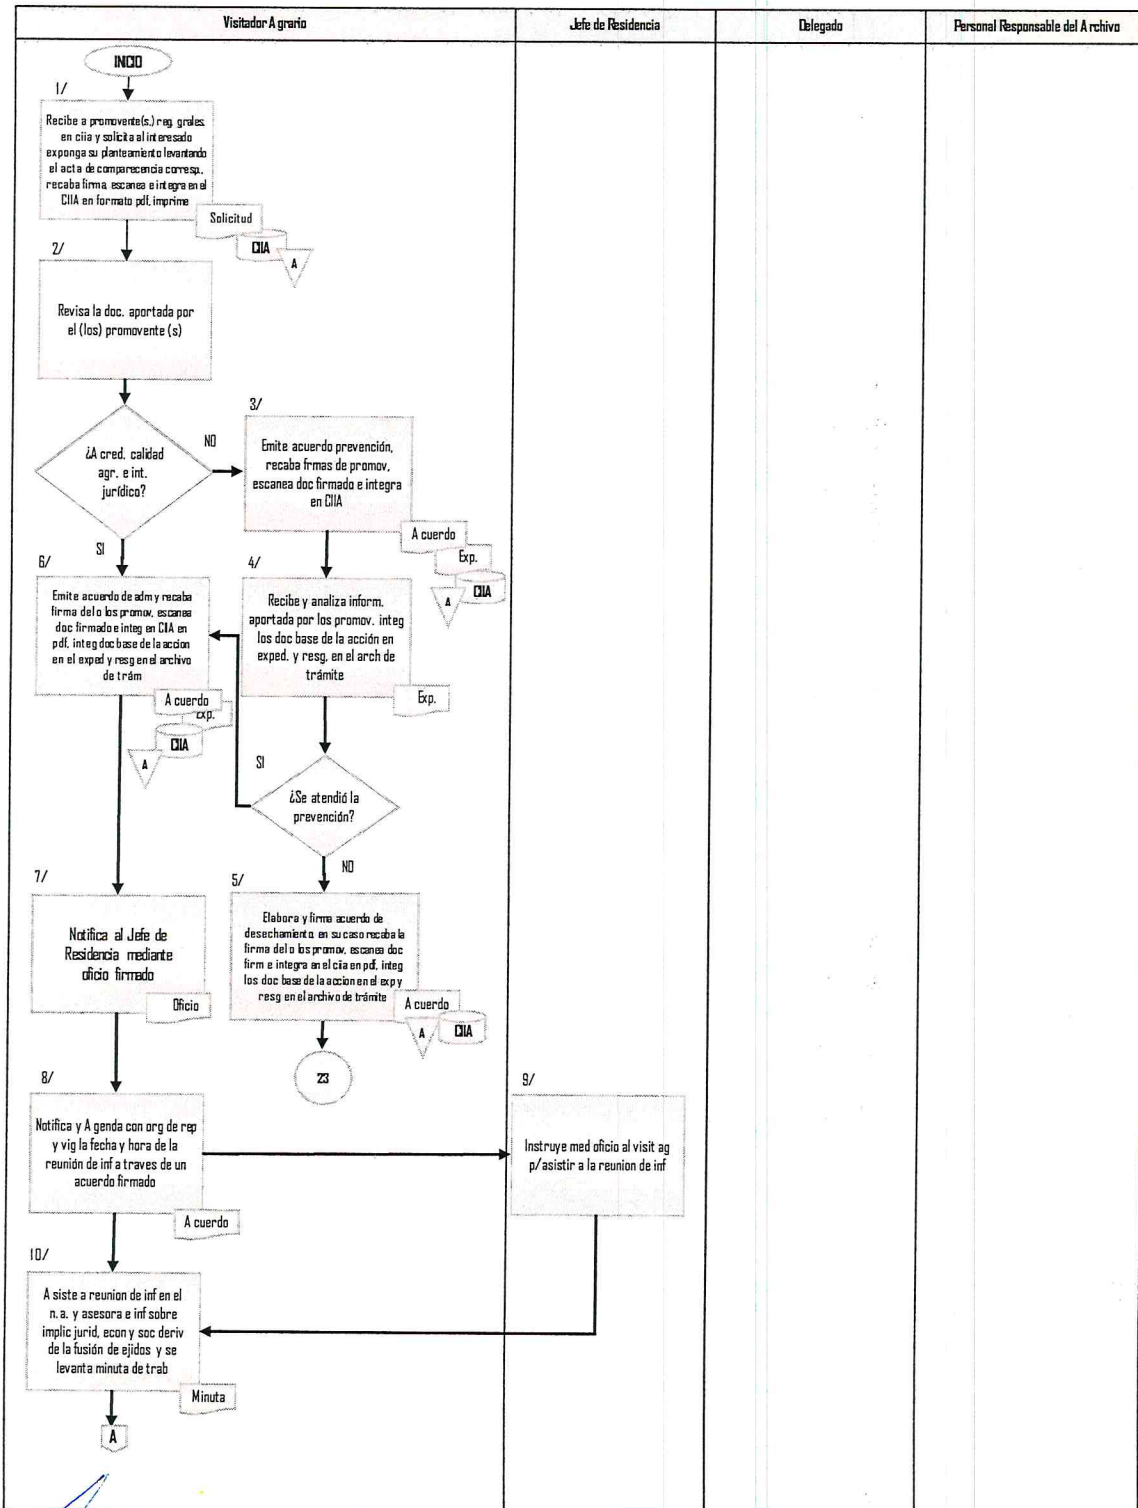 Visitador Agrario
Jefe de Residencia
Delegado
Personal Responsable del Archivo
INICIO
1/
Recibe a promovente(s.) reg. grales.
en ciia y solicita al interesado
exponga su planteamiento levantando
el acta de comparecencia corresp.,
recaba firma, escanea e integra en el
CIIA en formato pdf, imprime
Solicitud
CIIA
A
2/
Revisa la doc. aportada por
el (los) promovente (s)
¿A cred. calidad
agr. e int.
jurídico?
NO
SI
3/
Emite acuerdo prevención,
recaba frmas de promov,
escanea doc firmado e integra
en CIIA
A cuerdo
Exp.
CIIA
A
6/
Emite acuerdo de adm y recaba
firma del o los promov, escanea
doc firmado e integ en CIIA en
pdf, integ doc base de la accion
en el exped y resg en el archivo
de trám
A cuerdo
Exp.
CIIA
A
4/
Recibe y analiza inform.
aportada por los promov. integ
los doc base de la acción en
exped. y resg. en el arch de
trámite
Exp.
SI
¿Se atendió la
prevención?
NO
7/
Notifica al Jefe de
Residencia mediante
oficio firmado
Oficio
5/
Elabora y firma acuerdo de
desechamiento, en su caso recaba la
firma del o los promov, escanea doc
firm e integra en el ciia en pdf, integ
los doc base de la accion en el exp y
resg en el archivo de trámite
A cuerdo
A
CIIA
23
8/
Notifica y A genda con org de rep
y vig la fecha y hora de la
reunión de inf a traves de un
acuerdo firmado
A cuerdo
9/
Instruye med oficio al visit ag
p/asistir a la reunion de inf
10/
A siste a reunion de inf en el
n. a. y asesora e inf sobre
implic jurid, econ y soc deriv
de la fusión de ejidos y se
levanta minuta de trab
Minuta
A